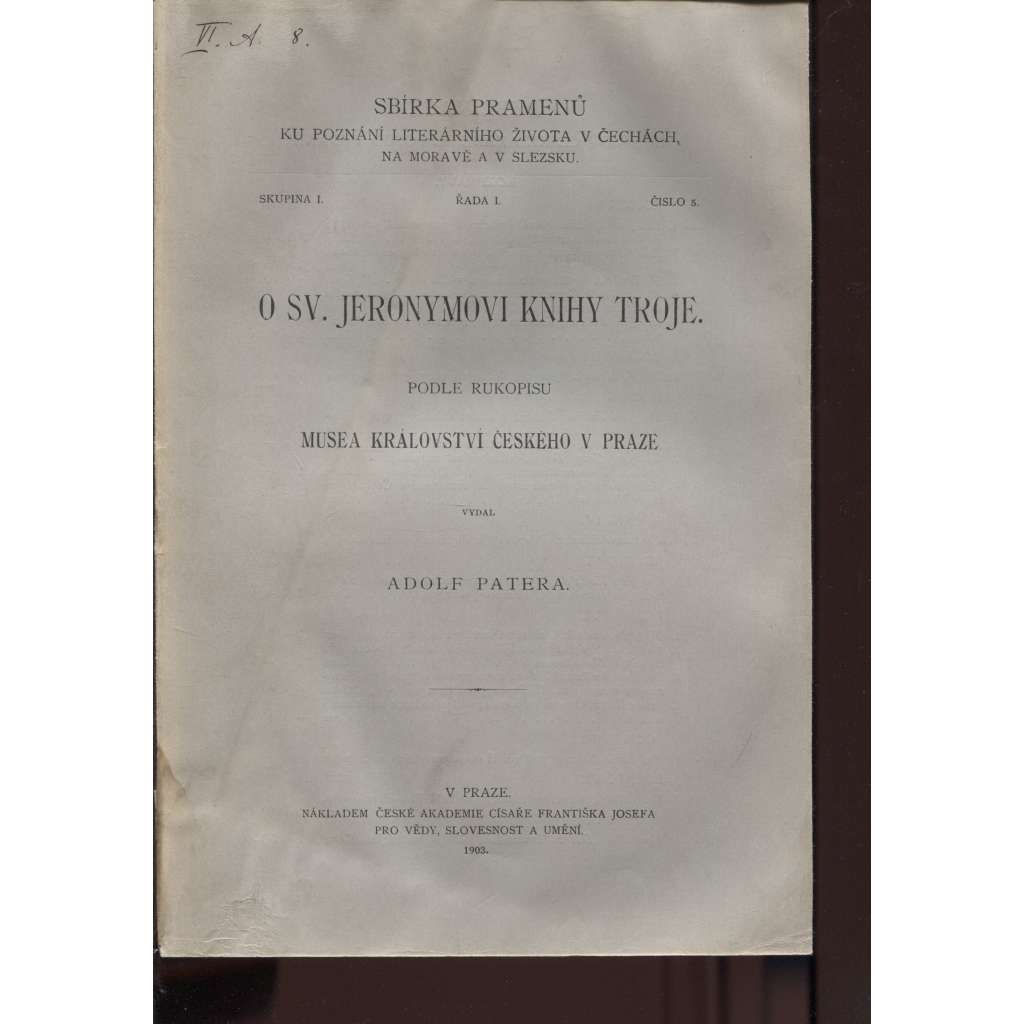 VI. A. 8.
SBÍRKA PRAMENŮ
KU POZNÁNÍ LITERÁRNÍHO ŽIVOTA V ČECHÁCH,
NA MORAVĚ A V SLEZSKU.
SKUPINA I. ŘADA I. ČISLO 5.
O SV. JERONYMOVI KNIHY TROJE.
PODLE RUKOPISU
MUSEA KRÁLOVSTVÍ ČESKÉHO V PRAZE
VYDAL
ADOLF PATERA.
V PRAZE.
NÁKLADEM ČESKÉ AKADEMIE CÍSAŘE FRANTIŠKA JOSEFA
PRO VĚDY, SLOVESNOST A UMĚNÍ.
1903.